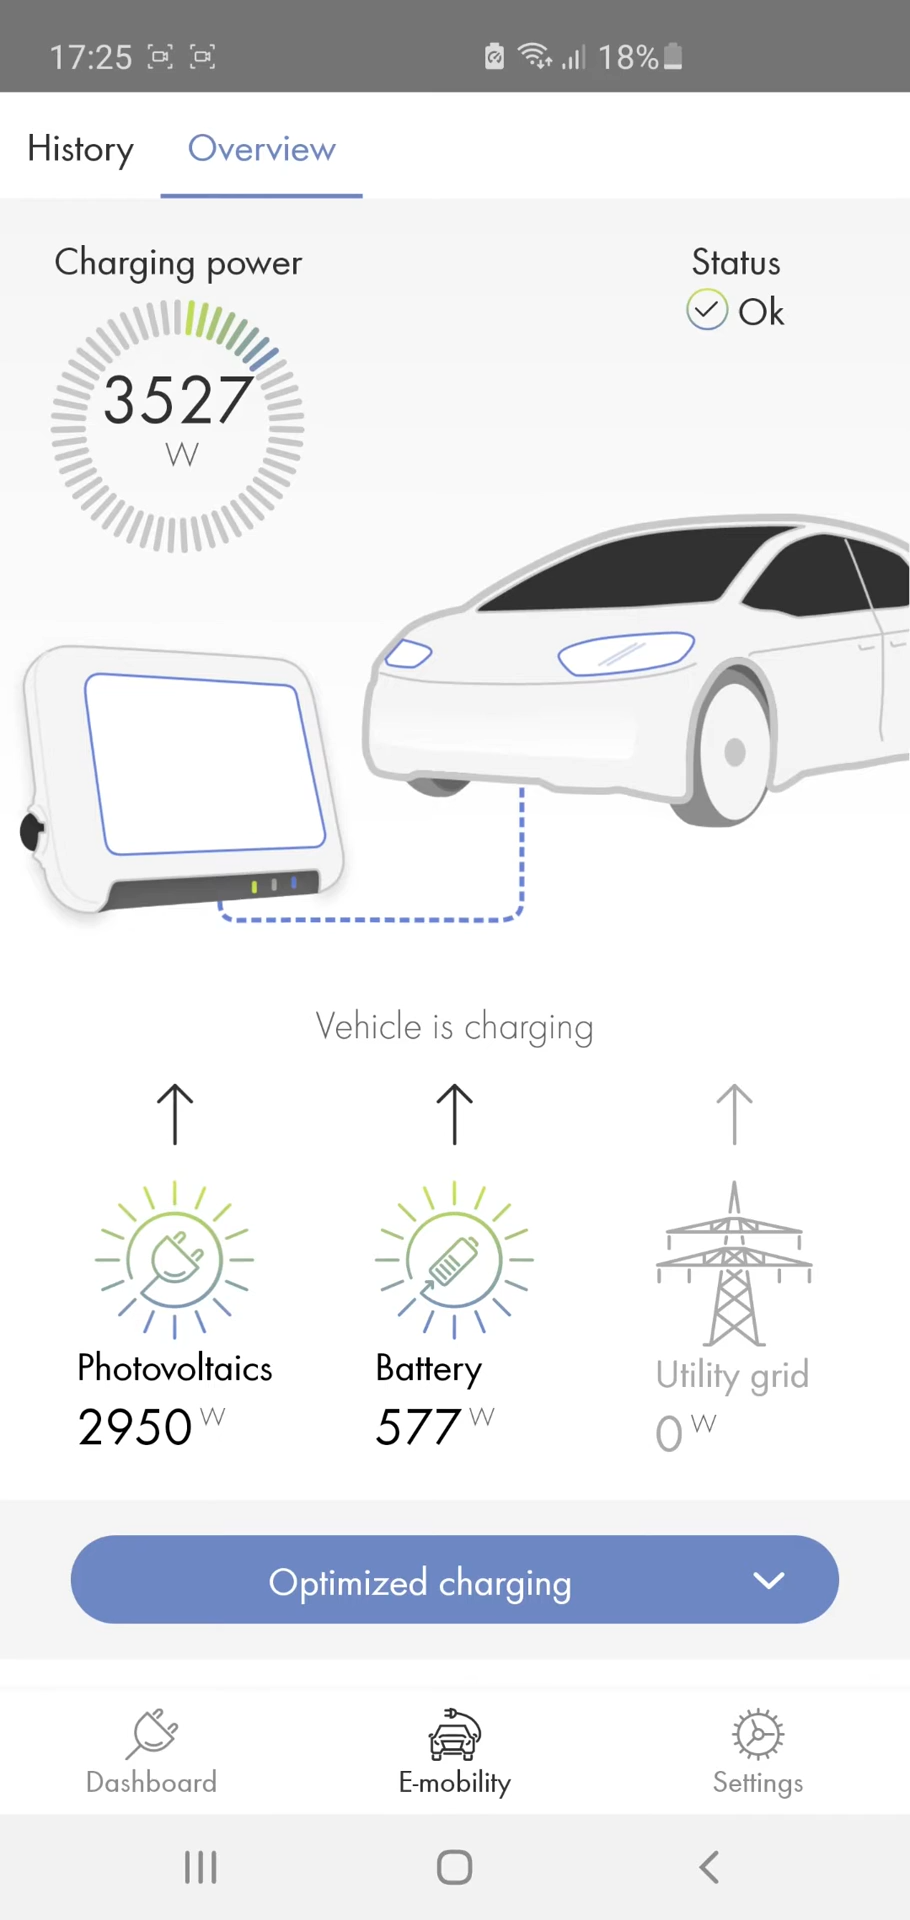 17:25 18%
History Overview
Charging power
Status
Ok
3527
W
Vehicle is charging
Photovoltaics Battery Utility grid
2950 W 577 W 0 W
Optimized charging
Dashboard E-mobility Settings